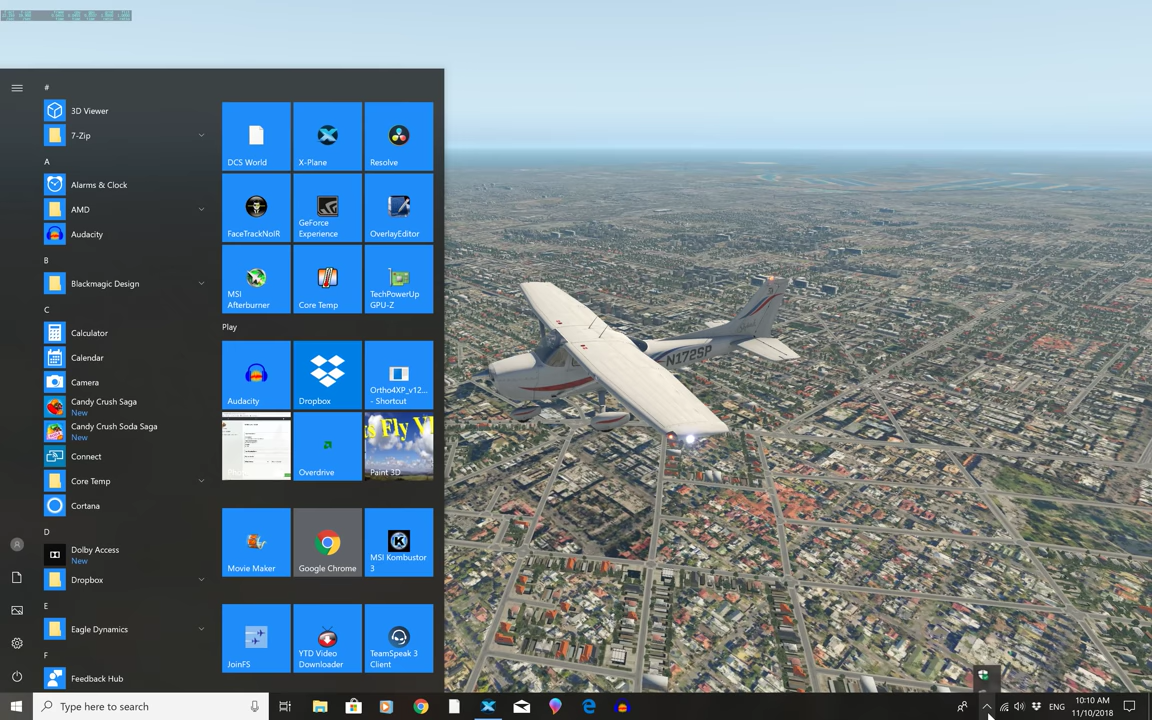 #
3D Viewer
7-Zip
A
Alarms & Clock
AMD
Audacity
B
Blackmagic Design
C
Calculator
Calendar
Camera
Candy Crush Saga
New
Candy Crush Soda Saga
New
Connect
Core Temp
Cortana
D
Dolby Access
New
Dropbox
E
Eagle Dynamics
F
Feedback Hub
DCS World
X-Plane
Resolve
FaceTrackNoIR
GeForce
Experience
OverlayEditor
MSI
Afterburner
Core Temp
TechPowerUp
GPU-Z
Play
Audacity
Dropbox
Ortho4XP_v12...
- Shortcut
Overdrive
s Fly V
Paint 3D
Movie Maker
Google Chrome
MSI Kombustor
3
JoinFS
YTD Video
Downloader
TeamSpeak 3
Client
N172SP
Type here to search
ENG
10:10 AM
11/10/2018